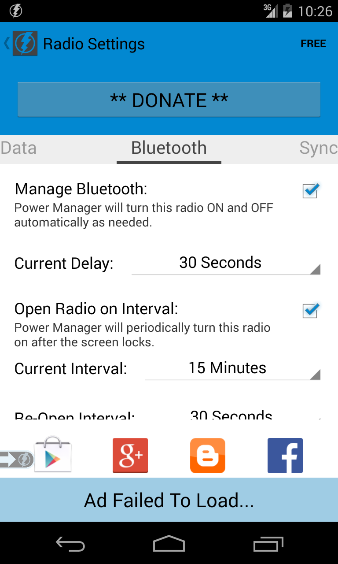 3G 10:26
Radio Settings FREE
** DONATE **
Data Bluetooth Sync
Manage Bluetooth:
Power Manager will turn this radio ON and OFF
automatically as needed.
Current Delay: 30 Seconds
Open Radio on Interval:
Power Manager will periodically turn this radio
on after the screen locks.
Current Interval: 15 Minutes
Re-Open Interval: 30 Seconds
g+
f
Ad Failed To Load...